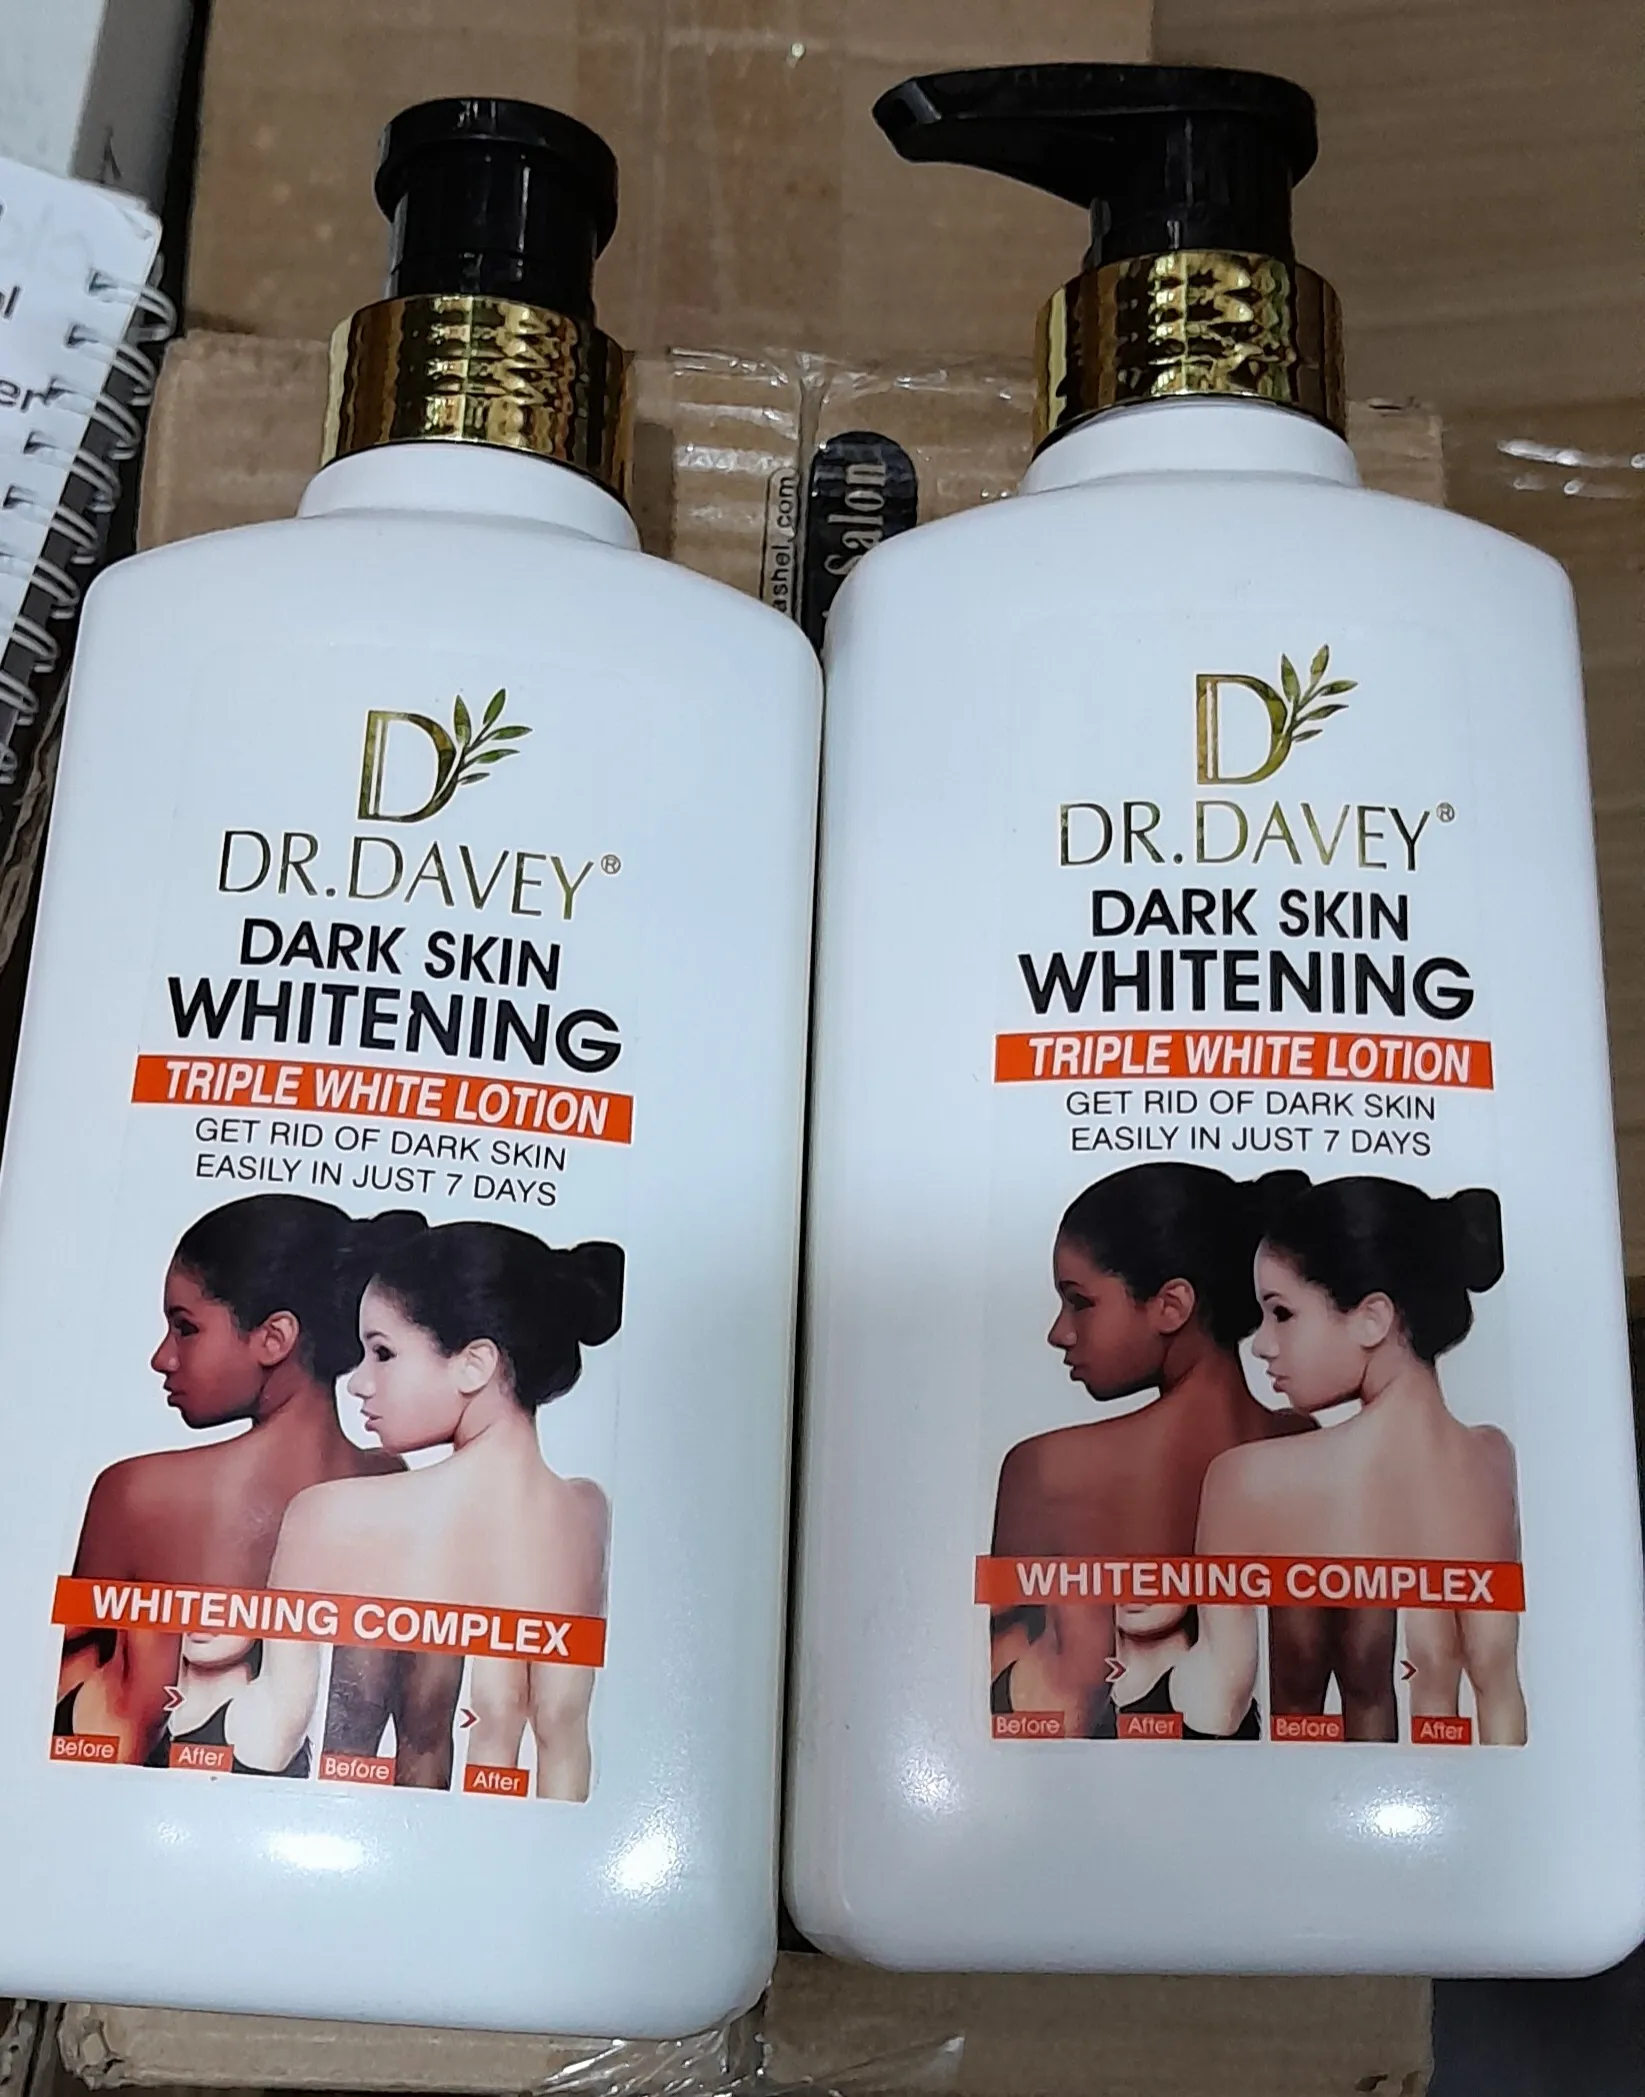 ashel.com
Salon
DR.DAVEY®
DARK SKIN
WHITENING
TRIPLE WHITE LOTION
GET RID OF DARK SKIN
EASILY IN JUST 7 DAYS
WHITENING COMPLEX
Before
After
Before
After
DR.DAVEY®
DARK SKIN
WHITENING
TRIPLE WHITE LOTION
GET RID OF DARK SKIN
EASILY IN JUST 7 DAYS
WHITENING COMPLEX
Before
After
Before
After